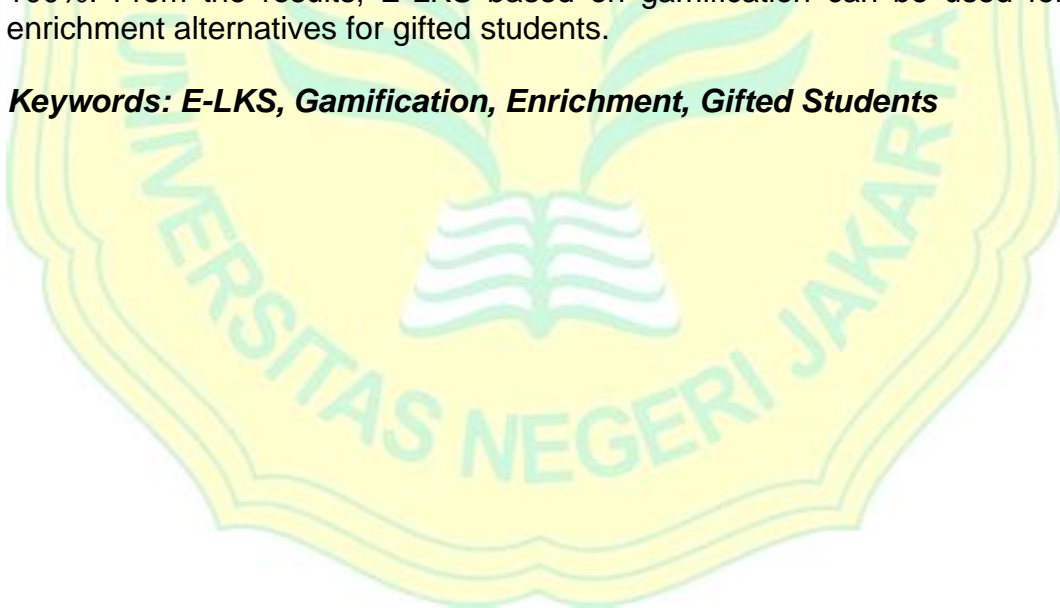 From the results, E-LKS based on gamification can be used for
enrichment alternatives for gifted students.
Keywords: E-LKS, Gamification, Enrichment, Gifted Students
UNIVERSITAS NEGERI JAKARTA